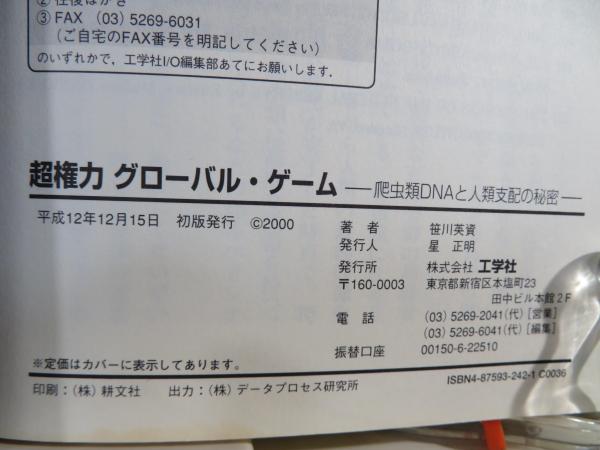 ② 往復はがき
③ FAX (03) 5269-6031
(ご自宅のFAX番号を明記してください)
のいずれかで，工学社I/O編集部あてにお願いします．
超権力 グローバル・ゲーム ―爬虫類DNAと人類支配の秘密―
平成12年12月15日 初版発行 ©2000
著者 笹川英資
発行人 星 正明
発行所 株式会社 工学社
〒160-0003 東京都新宿区本塩町23
田中ビル本館2F
電話 (03) 5269-2041(代) [営業]
(03) 5269-6041(代) [編集]
振替口座 00150-6-22510
※定価はカバーに表示してあります。
印刷：(株) 耕文社 出力：(株) データプロセス研究所
ISBN4-87593-242-1 C0036